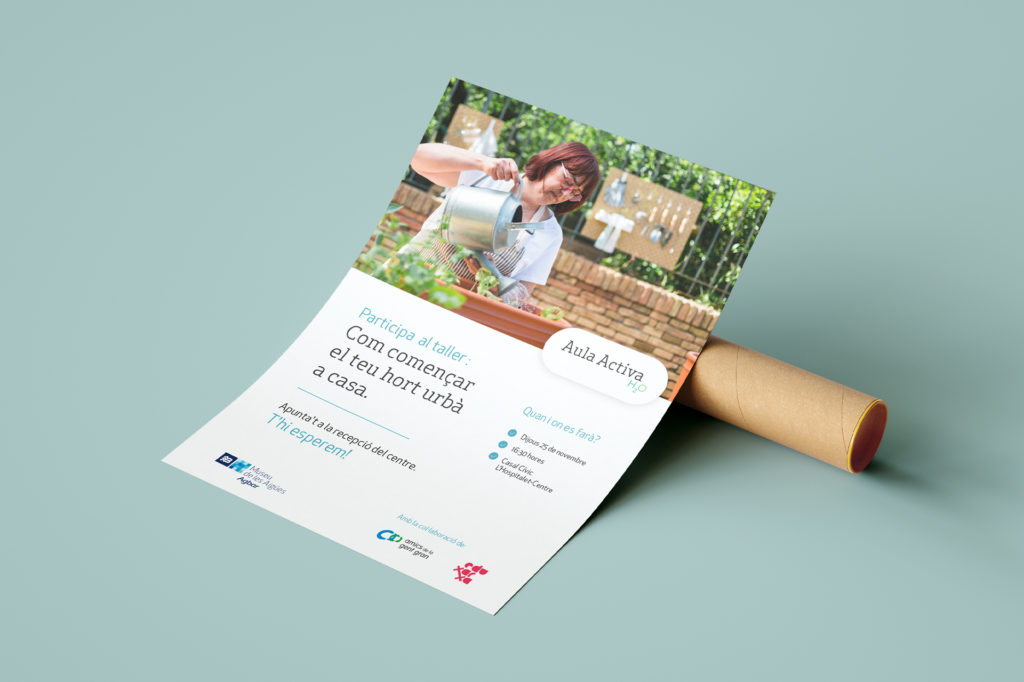 Aula Activa
H₂O
Participa al taller:
Com començar
el teu hort urbà
a casa.
Apunta't a la recepció del centre.
T'hi esperem!
Quan i on es farà?
Dijous 25 de novembre
16:30 hores
Casal Cívic
L'Hospitalet-Centre
Museu
de les Aigües
Agbar
Amb la col·laboració de:
amics de la
gent gran